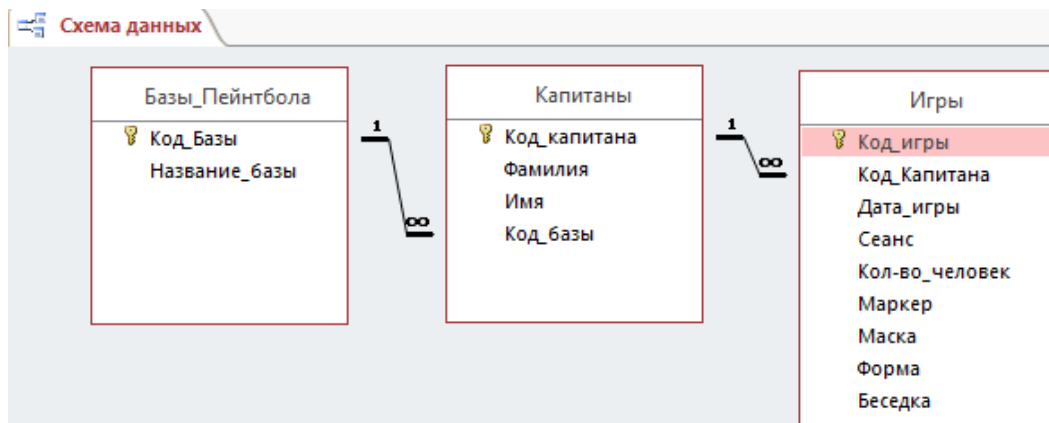 Схема данных
Базы_Пейнтбола
Код_Базы
Название_базы
1
∞
Капитаны
Код_капитана
Фамилия
Имя
Код_базы
1
∞
Игры
Код_игры
Код_Капитана
Дата_игры
Сеанс
Кол-во_человек
Маркер
Маска
Форма
Беседка